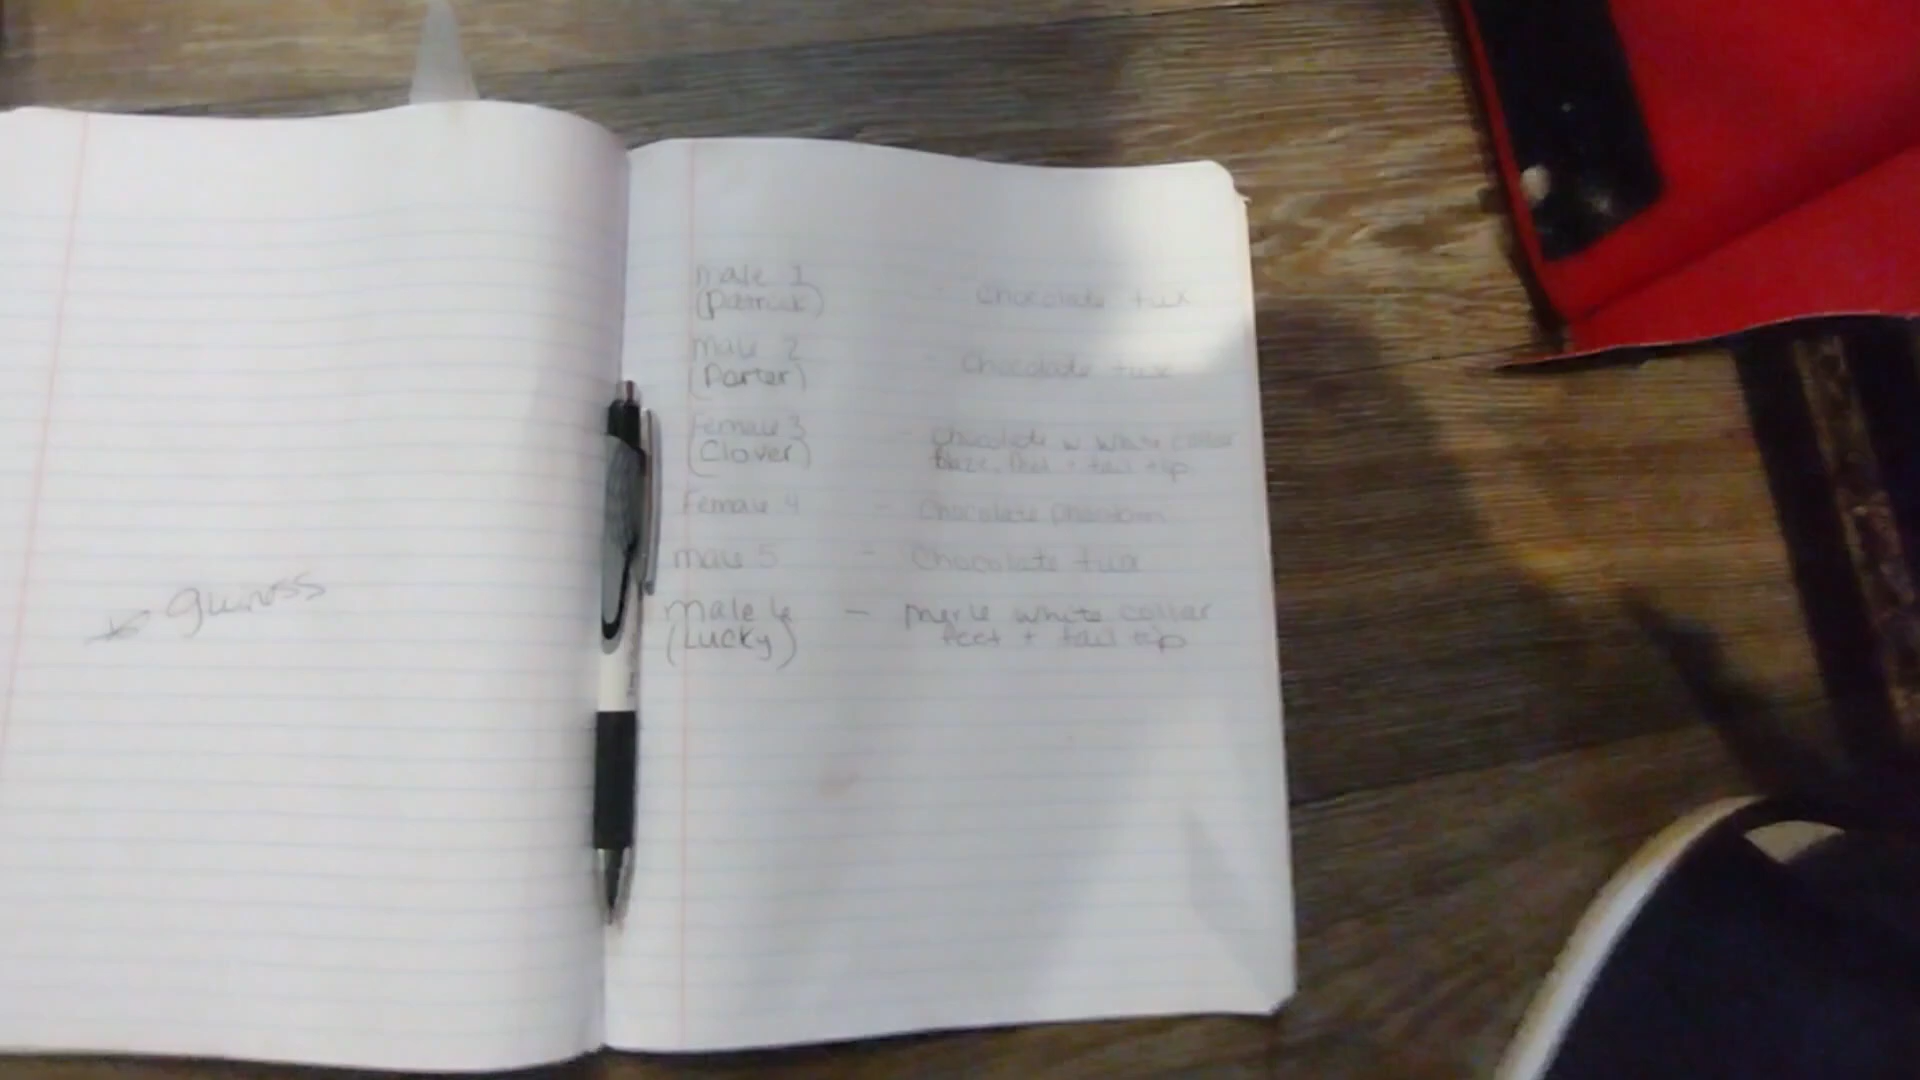 Guiness
Male 1 - Chocolate tux
(Patrick)
Male 2 - Chocolate tux
(Porter)
Female 3 - Chocolate w white collar
(Clover) blaze, feet + tail tip
Female 4 - Chocolate phantom
Male 5 - Chocolate tux
Male 6 - Merle white collar
(Lucky) feet + tail tip